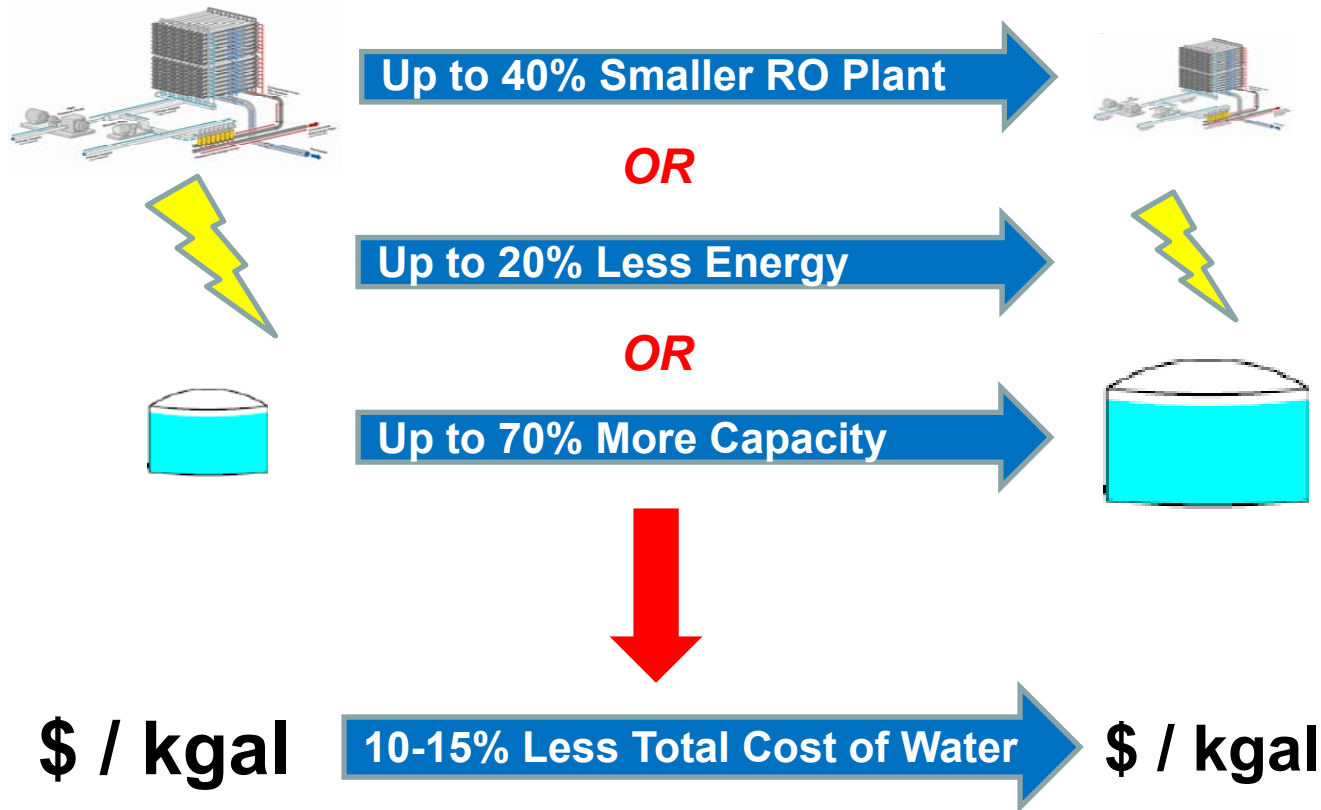 Up to 40% Smaller RO Plant
OR
Up to 20% Less Energy
OR
Up to 70% More Capacity
$ / kgal
10-15% Less Total Cost of Water
$ / kgal